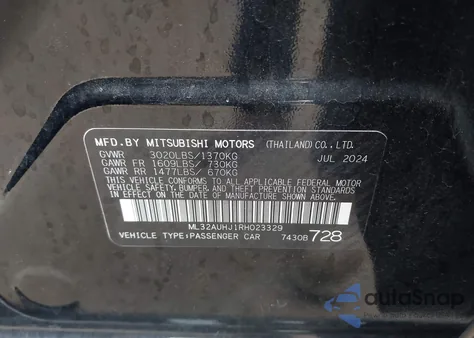 MFD.BY MITSUBISHI MOTORS (THAILAND)CO.,LTD.
GVWR 3020LBS/1370KG JUL 2024
GAWR FR 1609LBS/ 730KG
GAWR RR 1477LBS/ 670KG
THIS VEHICLE CONFORMS TO ALL APPLICABLE FEDERAL MOTOR
VEHICLE SAFETY, BUMPER, AND THEFT PREVENTION STANDARDS
IN EFFECT ON THE DATE OF MANUFACTURE SHOWN ABOVE.
ML32AUHJ1RH023329
VEHICLE TYPE:PASSENGER CAR 7430B 728
autoSnap